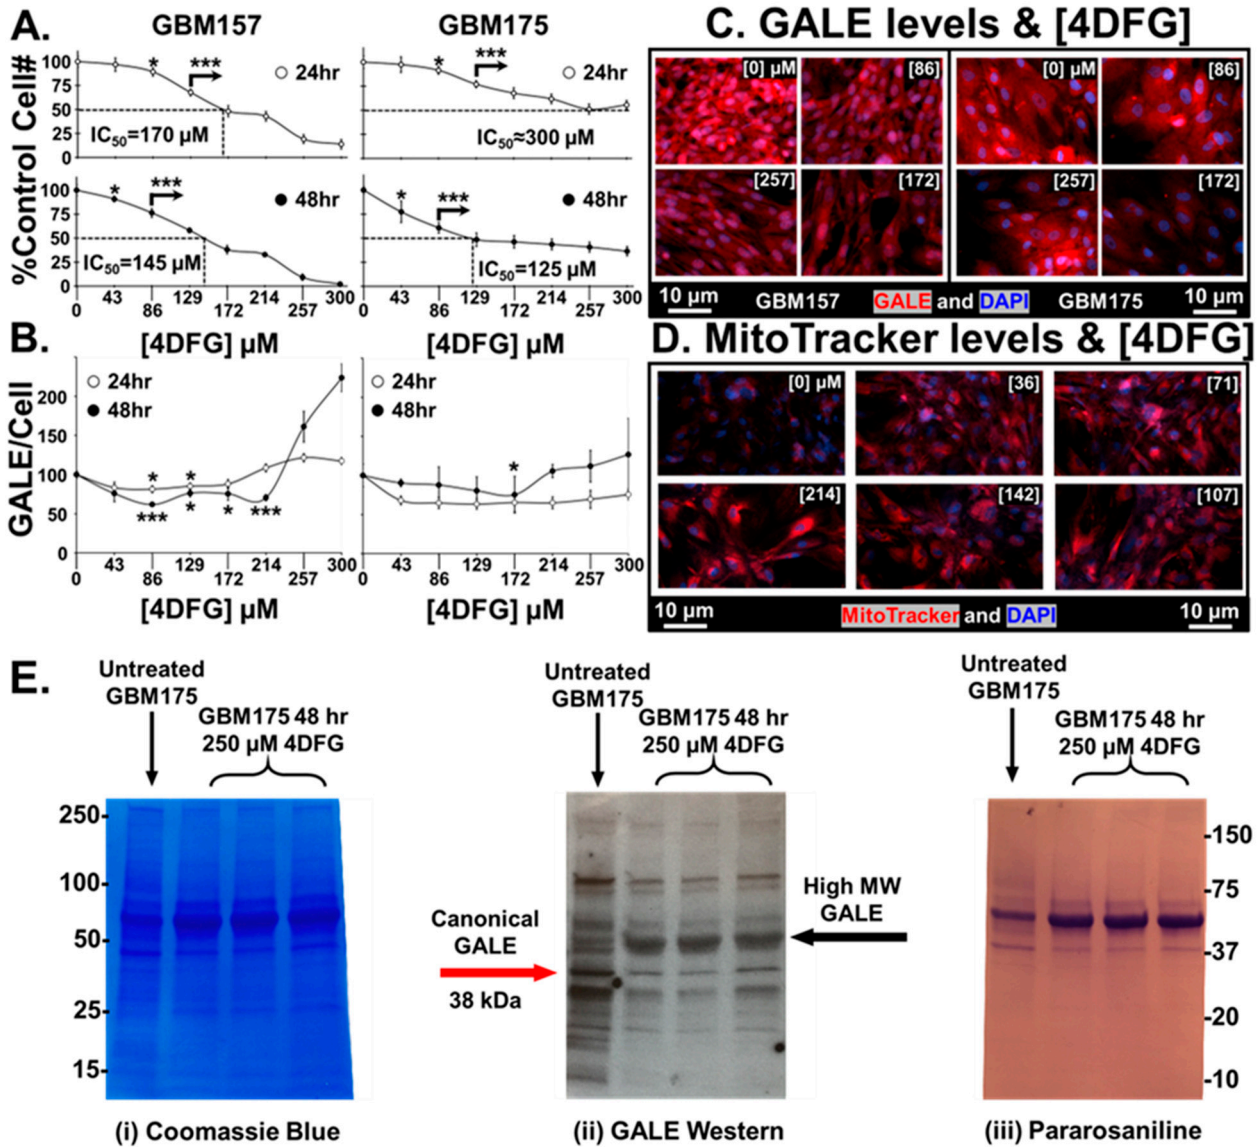 A. GBM157 GBM175
%Control Cell#
100
75
50
25
0
*
***
24hr
IC50=170 µM
100
75
50
25
0
*
***
24hr
IC50≈300 µM
100
75
50
25
0
*
***
48hr
IC50=145 µM
0 43 86 129 172 214 257 300
[4DFG] µM
*
***
48hr
IC50=125 µM
0 43 86 129 172 214 257 300
[4DFG] µM
B.
GALE/Cell
200
150
100
50
0
24hr
48hr
* *
*** * * ***
0 43 86 129 172 214 257 300
[4DFG] µM
24hr
48hr
*
0 43 86 129 172 214 257 300
[4DFG] µM
C. GALE levels & [4DFG]
[0] µM [86] [0] µM [86]
[257] [172] [257] [172]
10 µm GBM157 GALE and DAPI GBM175 10 µm
D. MitoTracker levels & [4DFG]
[0] µM [36] [71]
[214] [142] [107]
10 µm MitoTracker and DAPI 10 µm
E.
Untreated
GBM175
GBM175 48 hr
250 µM 4DFG
250
100
50
25
15
(i) Coomassie Blue
Untreated
GBM175
GBM175 48 hr
250 µM 4DFG
Canonical
GALE
38 kDa
High MW
GALE
(ii) GALE Western
Untreated
GBM175
GBM175 48 hr
250 µM 4DFG
-150
-75
-37
-20
-10
(iii) Pararosaniline